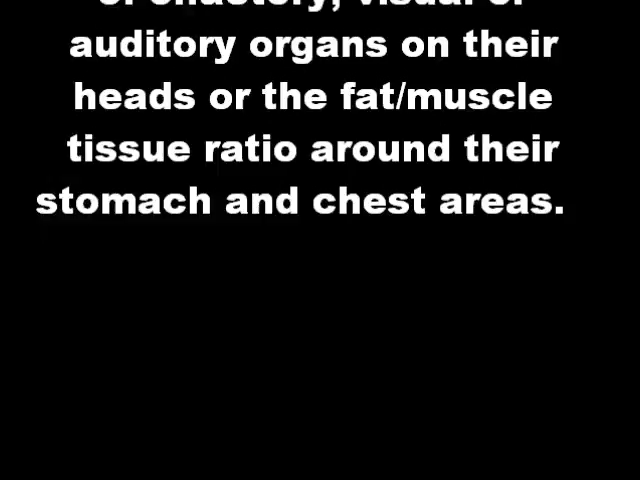 of olfactory, visual or
auditory organs on their
heads or the fat/muscle
tissue ratio around their
stomach and chest areas.